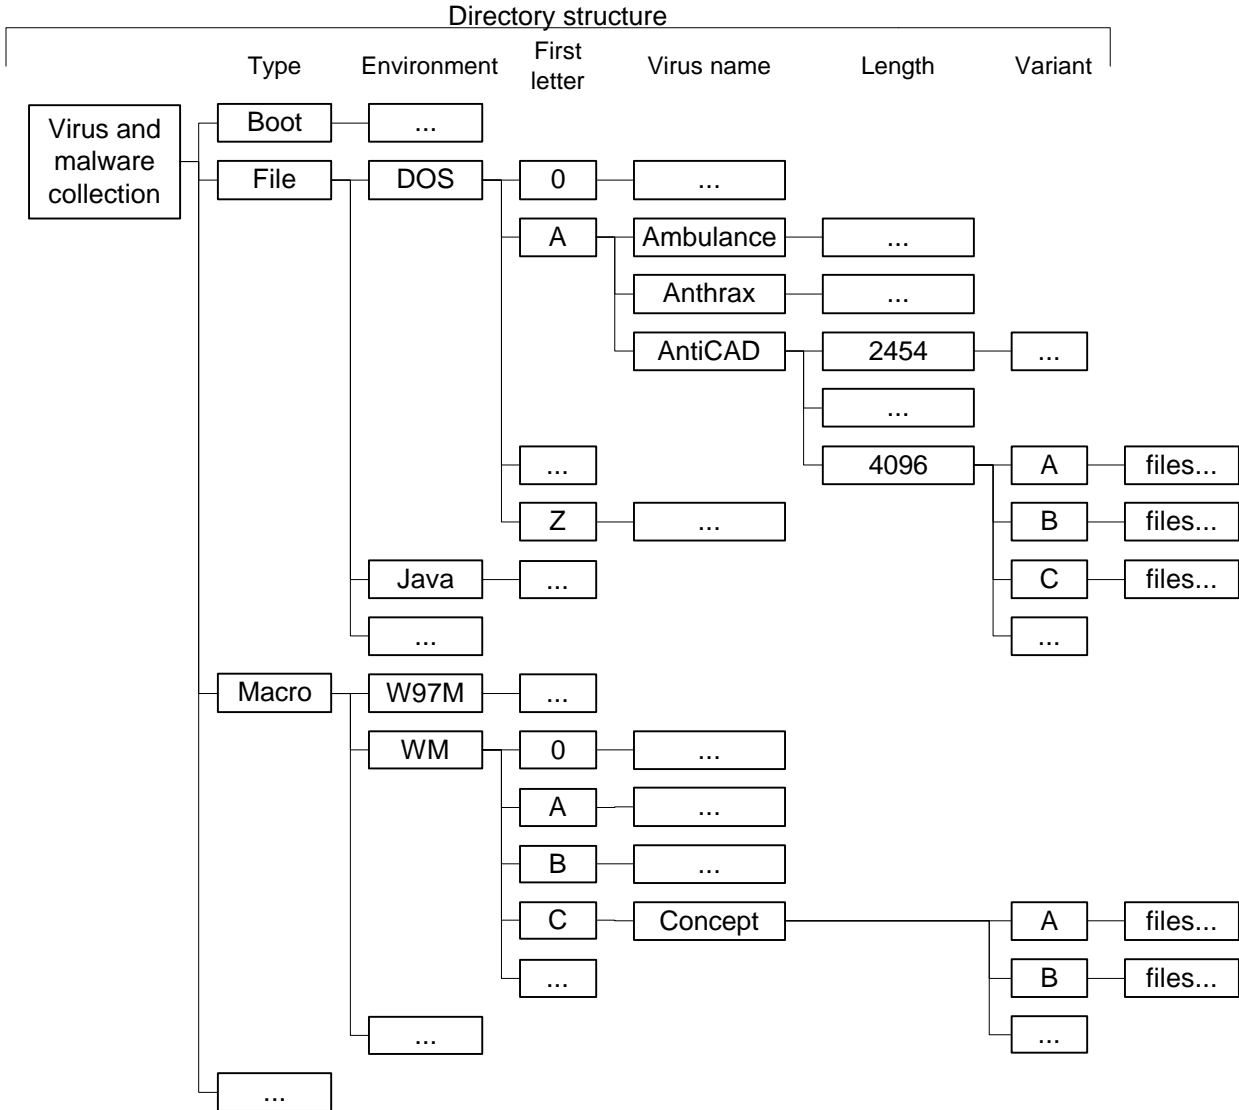 Directory structure
Type Environment First letter Virus name Length Variant
Virus and malware collection
Boot ...
File DOS 0 ...
A Ambulance ...
Anthrax ...
AntiCAD 2454 ...
...
... 4096 A files...
Z ... B files...
Java ... C files...
... ...
Macro W97M ...
WM 0 ...
A ...
B ...
C Concept A files...
... B files...
... ...
...